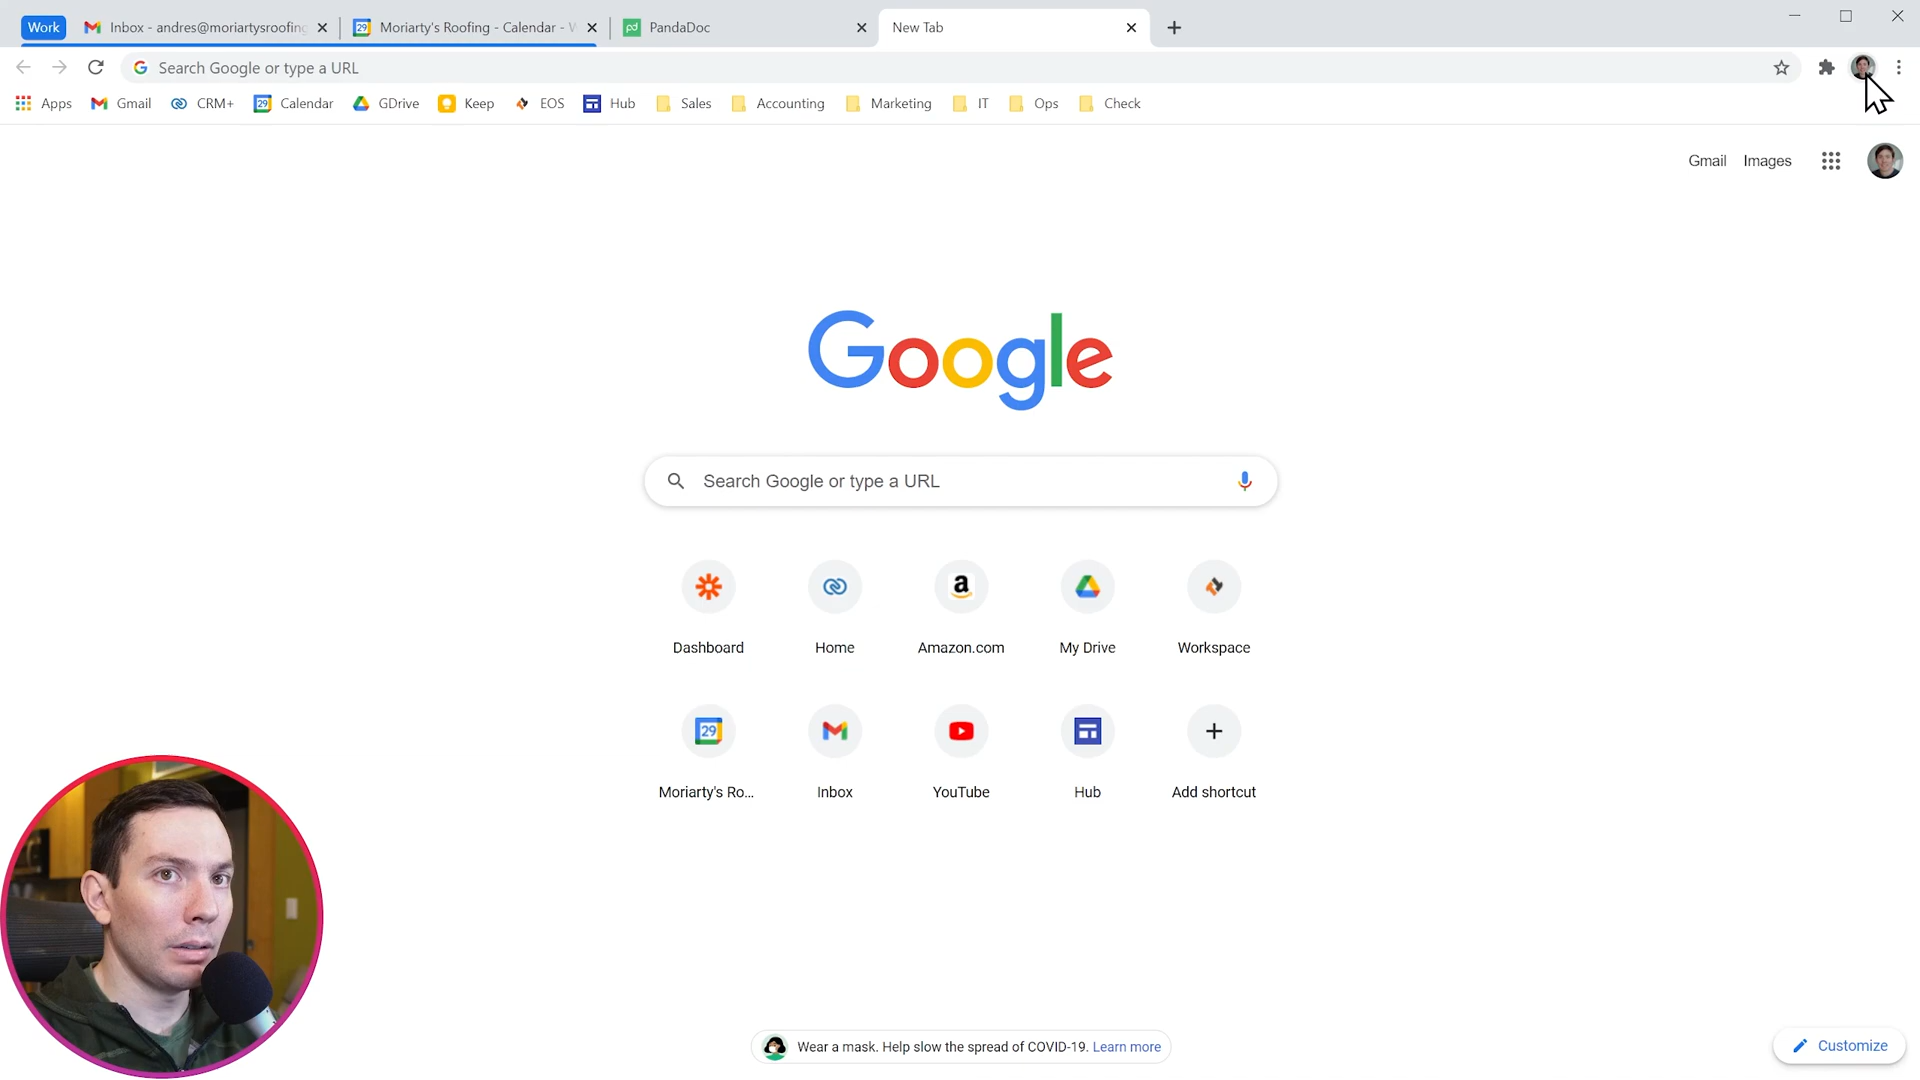 Work
Inbox - andres@moriartysroofing
Moriarty's Roofing - Calendar - W
PandaDoc
New Tab
Search Google or type a URL
Apps
Gmail
CRM+
29
Calendar
GDrive
Keep
EOS
Hub
Sales
Accounting
Marketing
IT
Ops
Check
Gmail
Images
Google
Search Google or type a URL
Dashboard
Home
Amazon.com
My Drive
Workspace
29
Moriarty's Ro...
Inbox
YouTube
Hub
Add shortcut
Wear a mask. Help slow the spread of COVID-19. Learn more
Customize